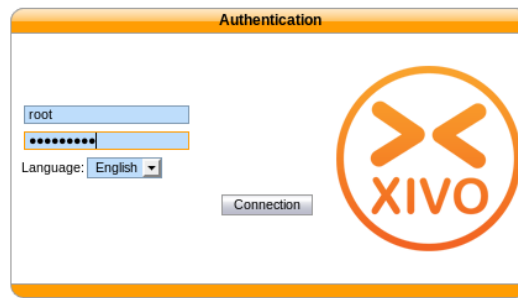 Authentication
root
•••••••••
Language: English
Connection
XIVO